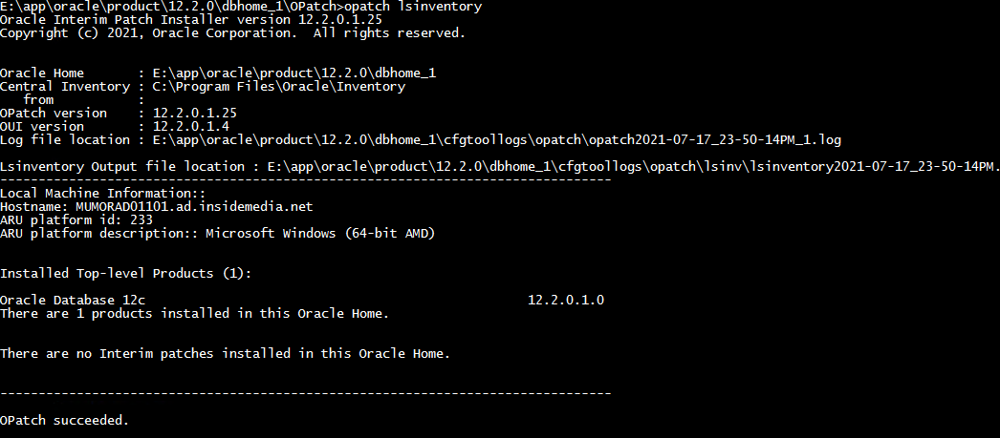 E:\app\oracle\product\12.2.0\dbhome_1\OPatch>opatch lsinventory
Oracle Interim Patch Installer version 12.2.0.1.25
Copyright (c) 2021, Oracle Corporation.  All rights reserved.
Oracle Home       : E:\app\oracle\product\12.2.0\dbhome_1
Central Inventory : C:\Program Files\Oracle\Inventory
   from           :
OPatch version    : 12.2.0.1.25
OUI version       : 12.2.0.1.4
Log file location : E:\app\oracle\product\12.2.0\dbhome_1\cfgtoollogs\opatch\opatch2021-07-17_23-50-14PM_1.log
Lsinventory Output file location : E:\app\oracle\product\12.2.0\dbhome_1\cfgtoollogs\opatch\lsinv\lsinventory2021-07-17_23-50-14PM.
--------------------------------------------------------------------------------
Local Machine Information::
Hostname: MUMORAD01101.ad.insidemedia.net
ARU platform id: 233
ARU platform description:: Microsoft Windows (64-bit AMD)
Installed Top-level Products (1):
Oracle Database 12c                                                  12.2.0.1.0
There are 1 products installed in this Oracle Home.
There are no Interim patches installed in this Oracle Home.
--------------------------------------------------------------------------------
OPatch succeeded.